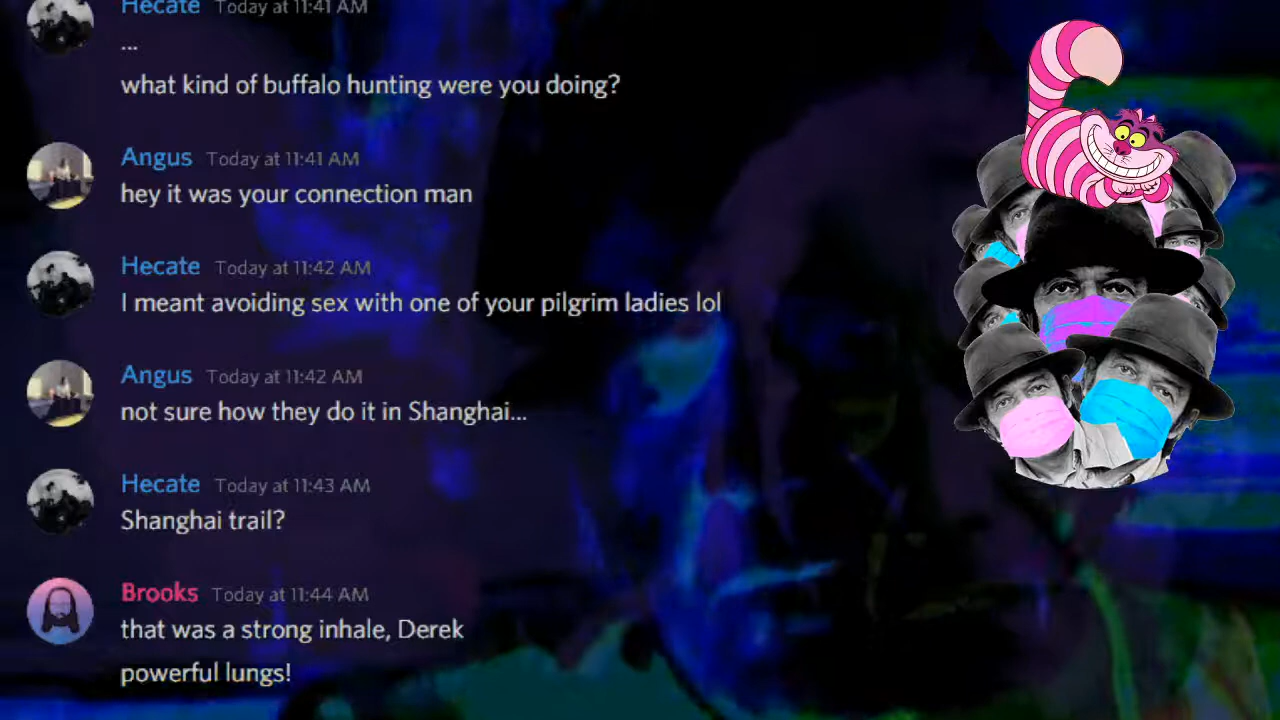 Hecate Today at 11:41 AM
...
what kind of buffalo hunting were you doing?
Angus Today at 11:41 AM
hey it was your connection man
Hecate Today at 11:42 AM
I meant avoiding sex with one of your pilgrim ladies lol
Angus Today at 11:42 AM
not sure how they do it in Shanghai...
Hecate Today at 11:43 AM
Shanghai trail?
Brooks Today at 11:44 AM
that was a strong inhale, Derek
powerful lungs!